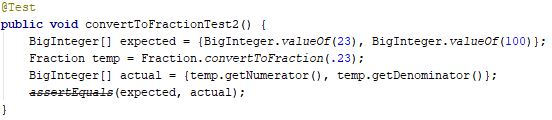 @Test
public void convertToFractionTest2() {
    BigInteger[] expected = {BigInteger.valueOf(23), BigInteger.valueOf(100)};
    Fraction temp = Fraction.convertToFraction(.23);
    BigInteger[] actual = {temp.getNumerator(), temp.getDenominator()};
    assertEquals(expected, actual);
}